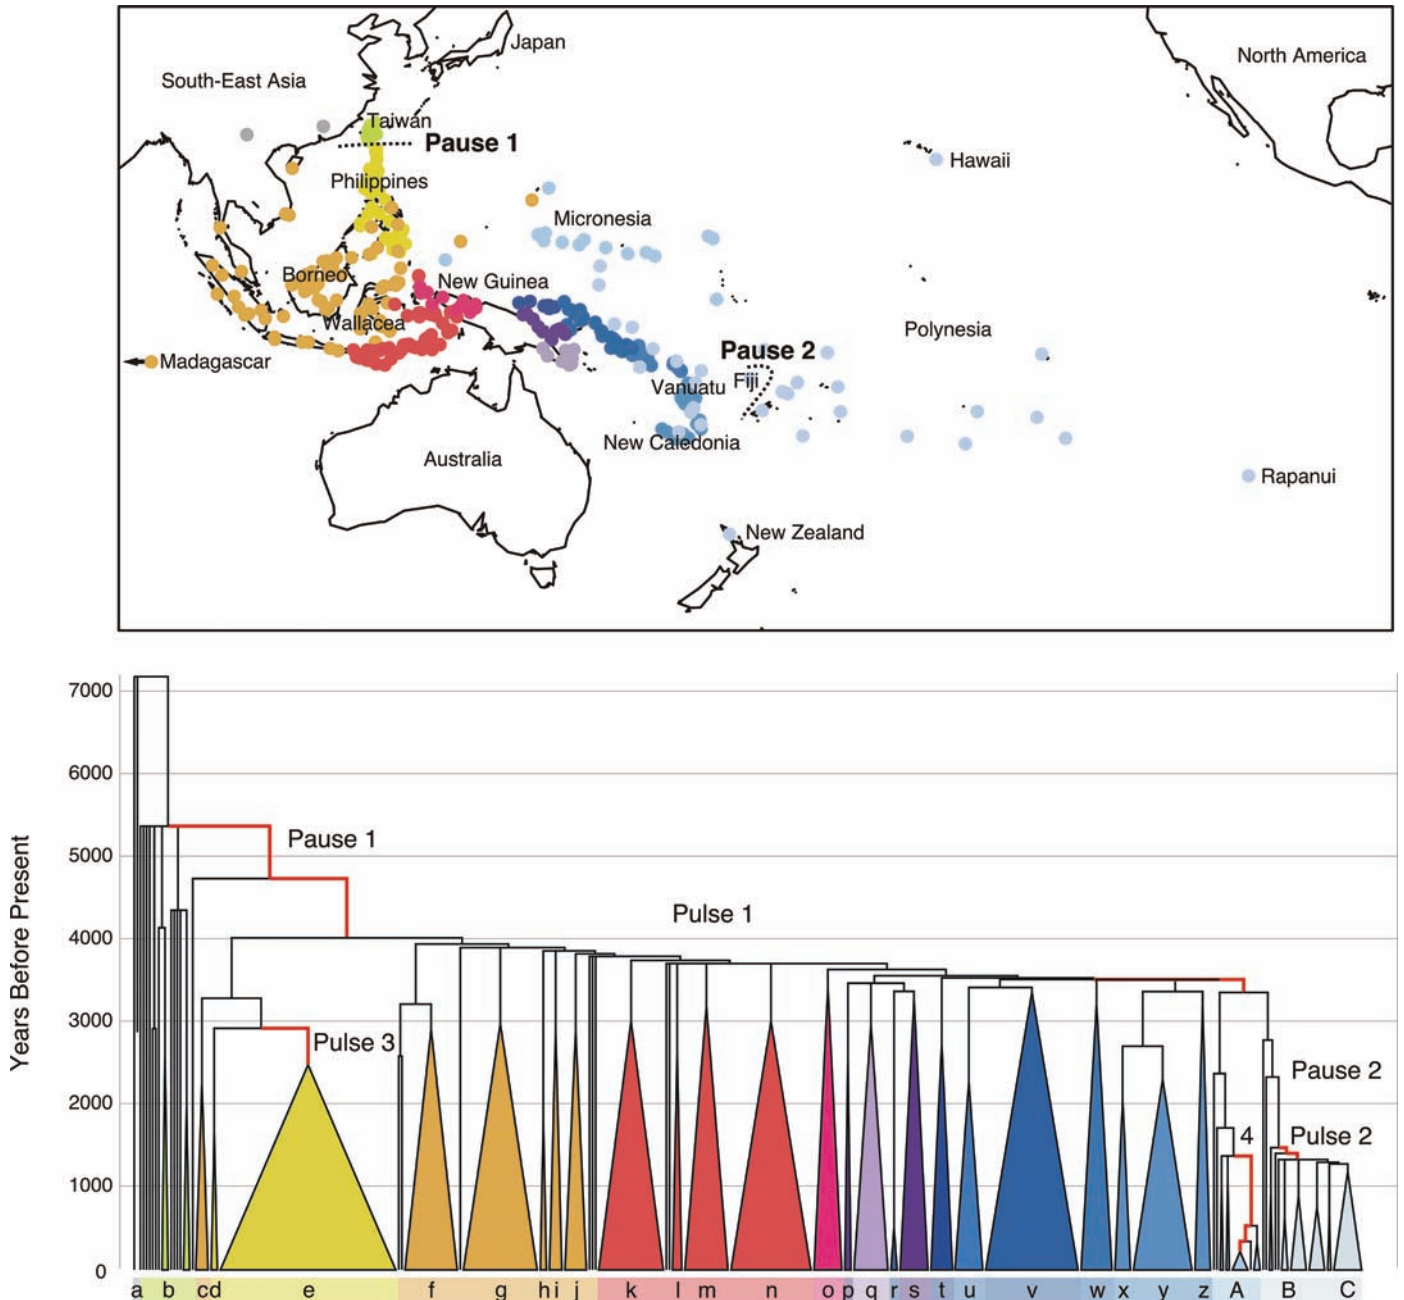 Japan
North America
South-East Asia
Taiwan
Pause 1
Hawaii
Philippines
Micronesia
Borneo
New Guinea
Wallacea
Polynesia
Madagascar
Pause 2
Vanuatu
Fiji
New Caledonia
Australia
Rapanui
New Zealand
Years Before Present
7000
6000
5000
4000
3000
2000
1000
0
Pause 1
Pulse 1
Pulse 3
Pause 2
4
Pulse 2
a b c d e f g h i j k l m n o p q r s t u v w x y z A B C